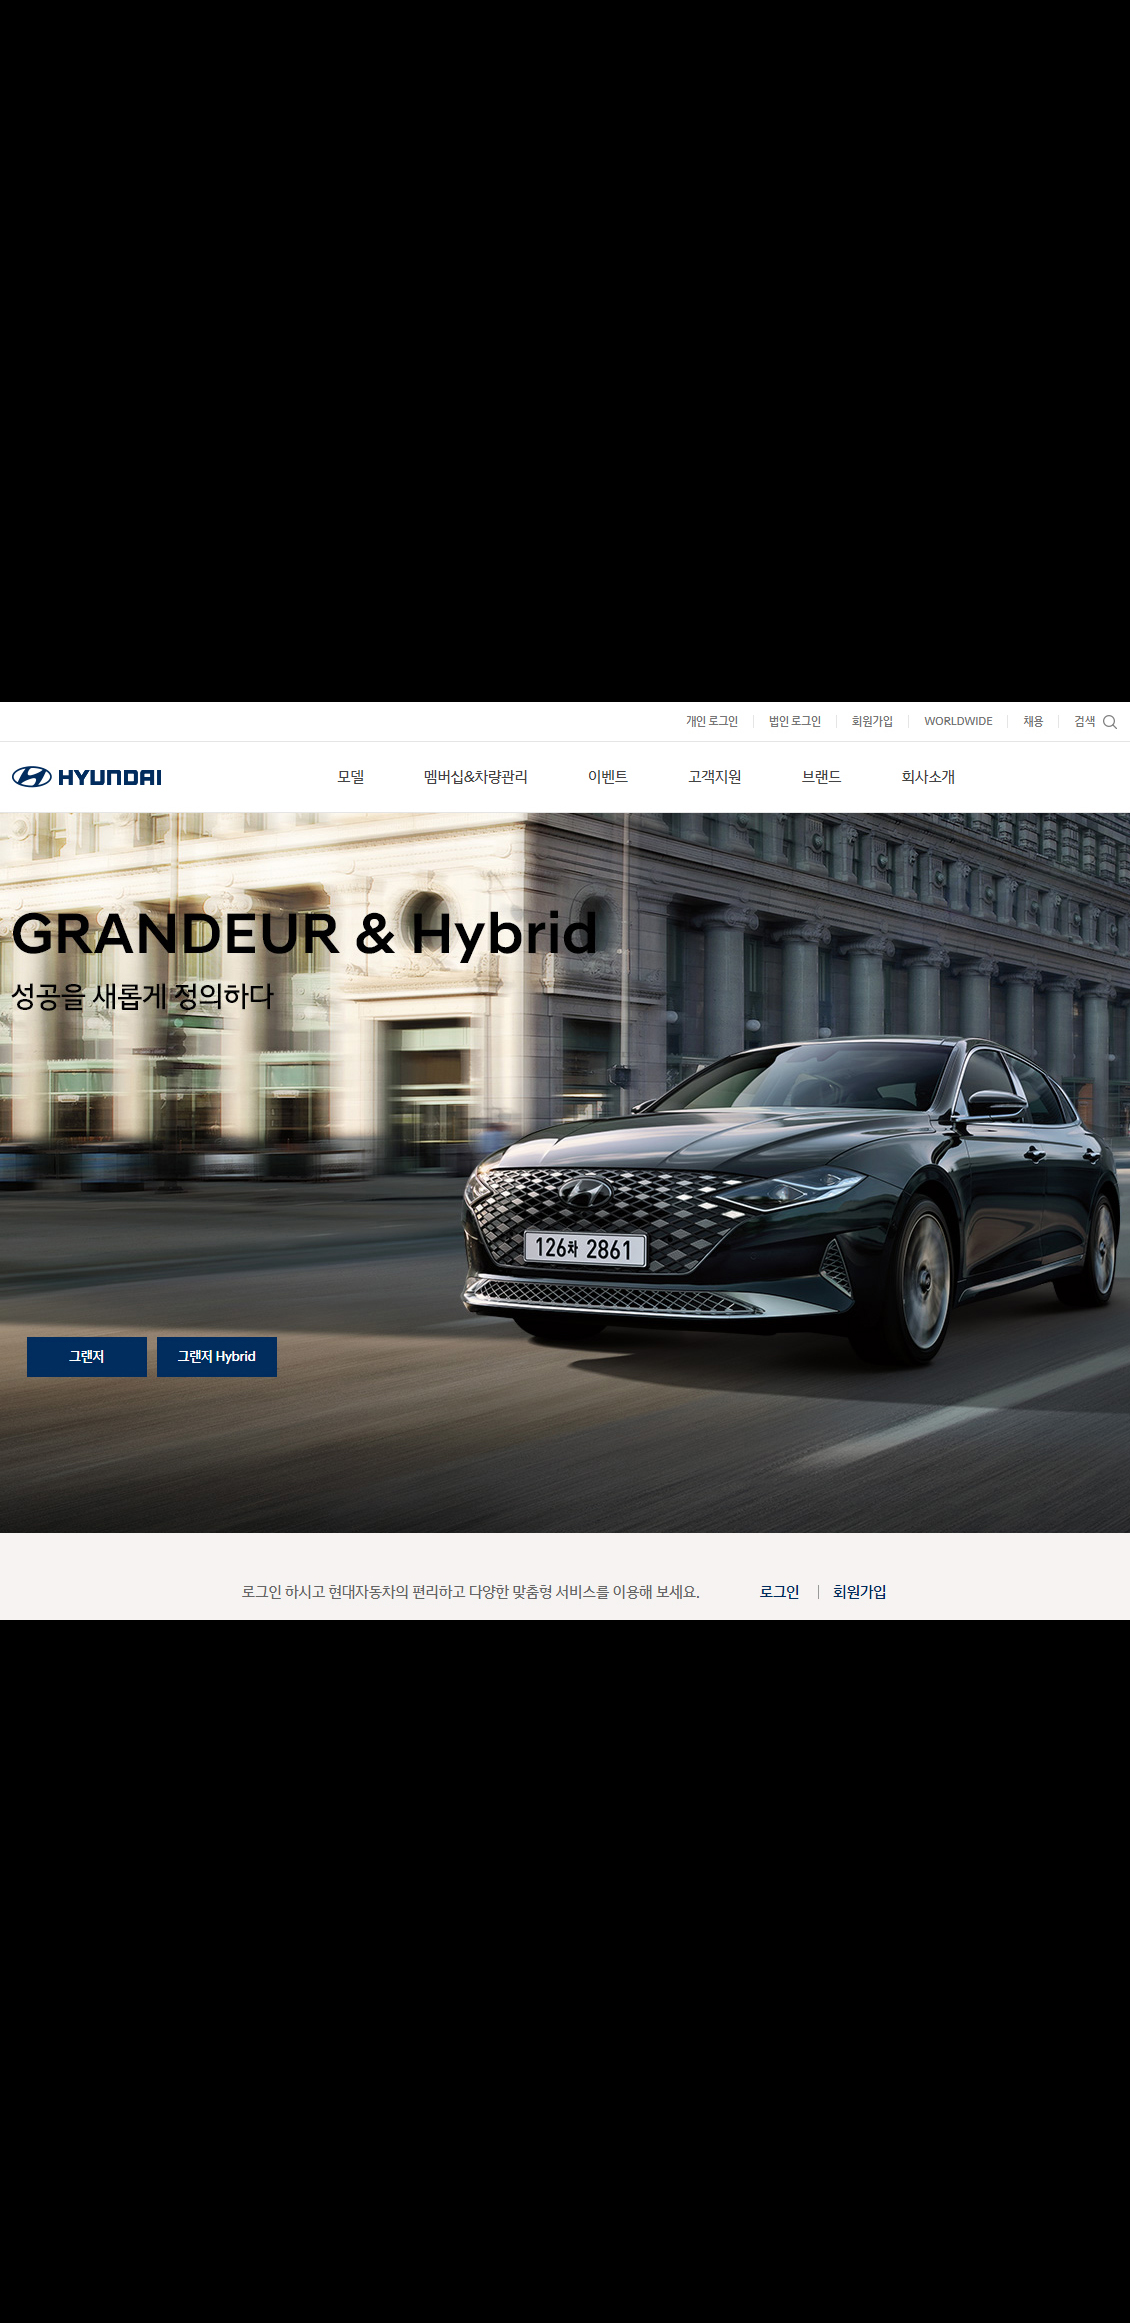 개인 로그인 법인 로그인 회원가입 WORLDWIDE 채용 검색
HYUNDAI 모델 멤버십&차량관리 이벤트 고객지원 브랜드 회사소개
GRANDEUR & Hybrid
성공을 새롭게 정의하다
126차 2861
그랜저 그랜저 Hybrid
로그인 하시고 현대자동차의 편리하고 다양한 맞춤형 서비스를 이용해 보세요. 로그인 회원가입